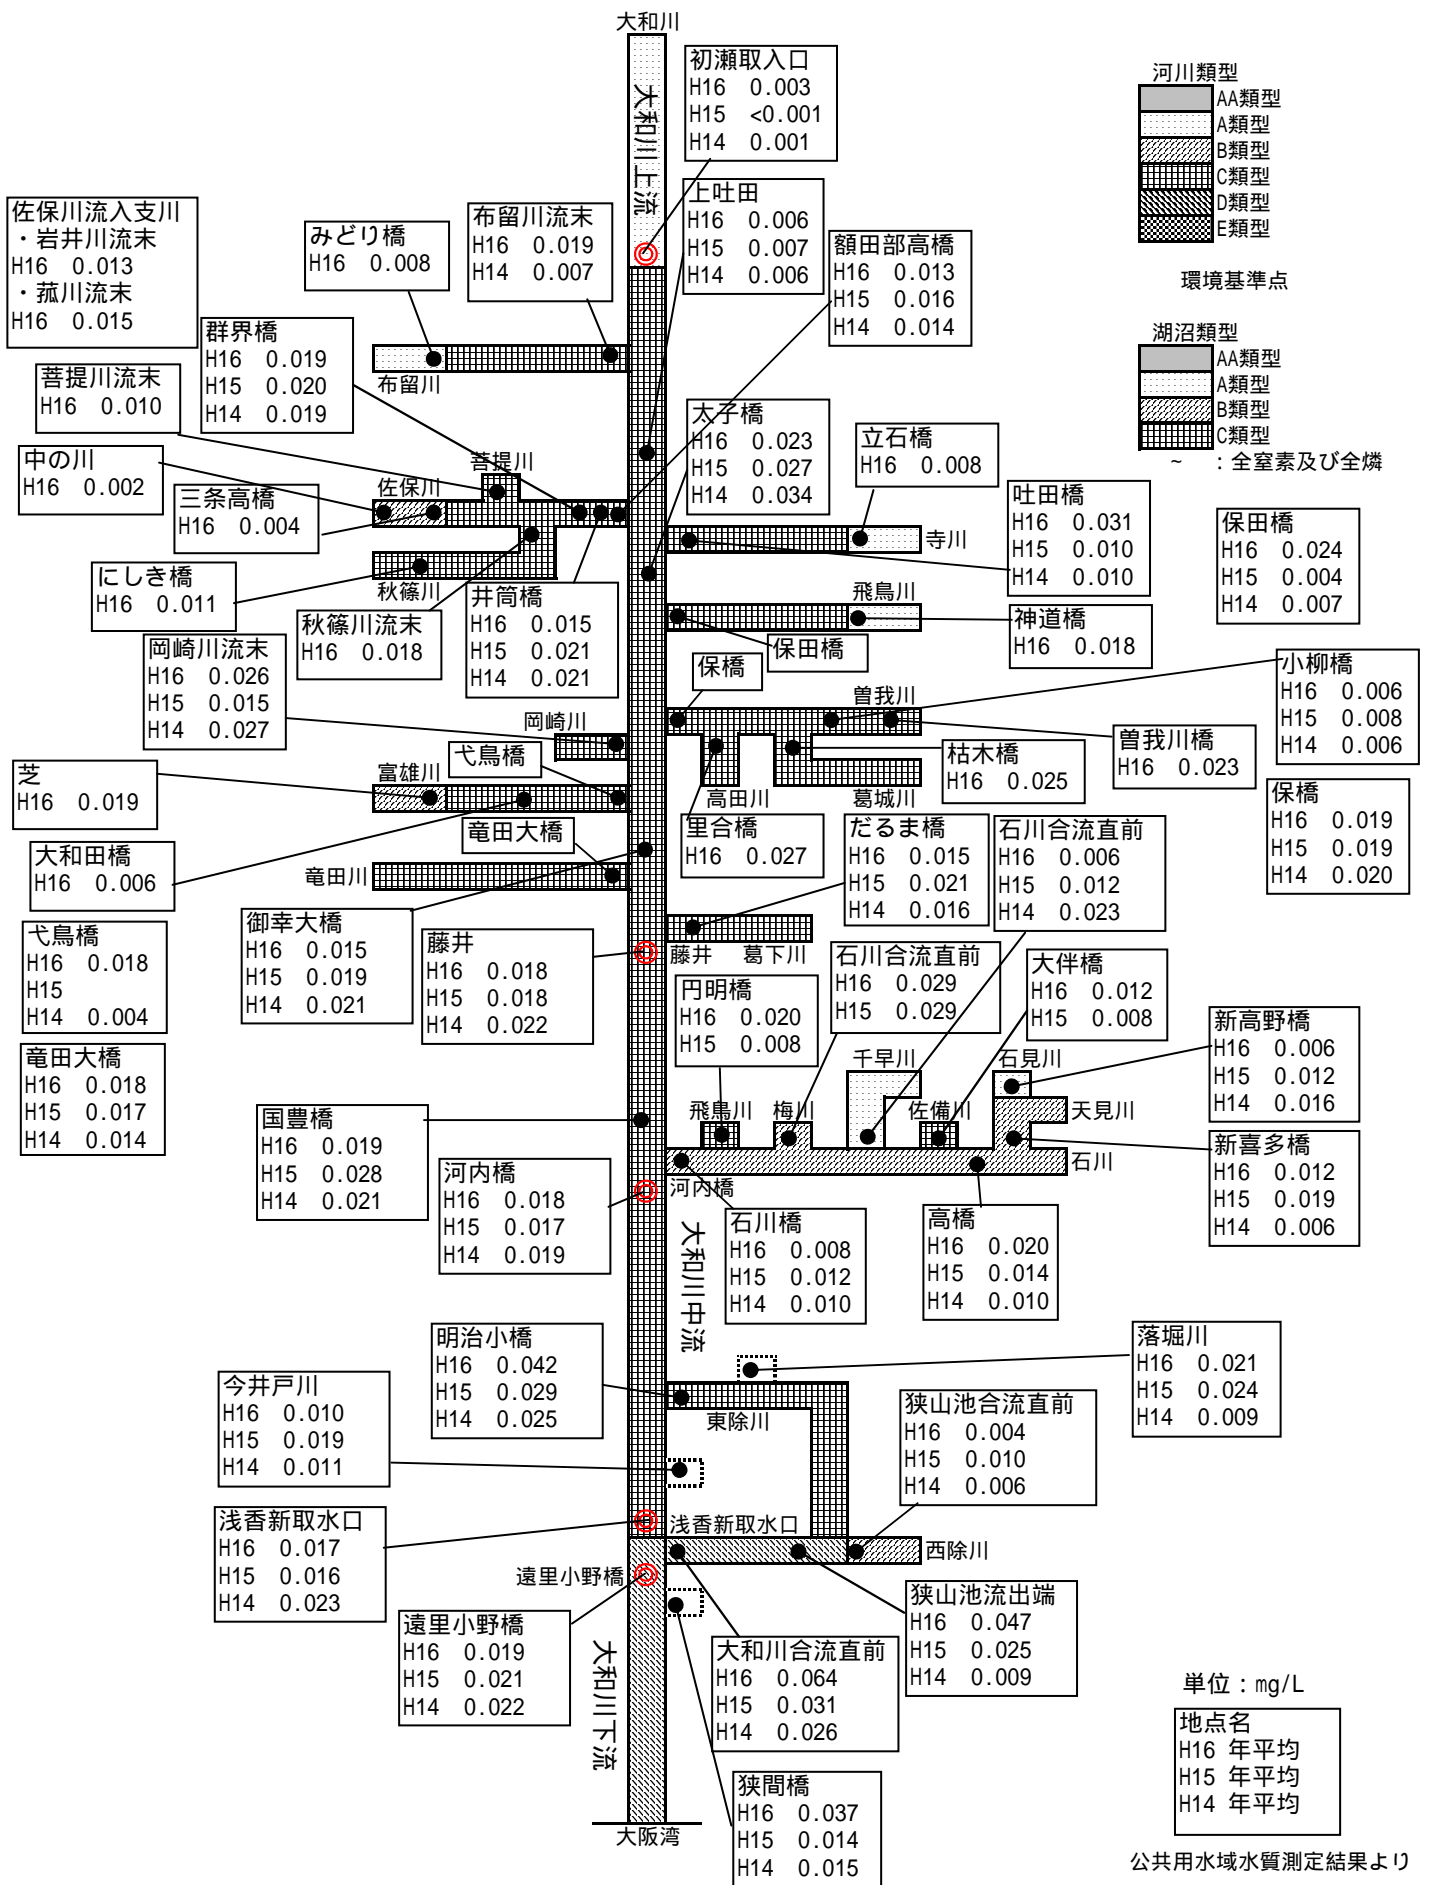 大和川
初瀬取入口
H16 0.003
H15 <0.001
H14 0.001
大和川上流
河川類型
AA類型
A類型
B類型
C類型
D類型
E類型
環境基準点
湖沼類型
AA類型
A類型
B類型
C類型
~ :全窒素及び全燐
佐保川流入支川
・岩井川流末
H16 0.013
・菰川流末
H16 0.015
みどり橋
H16 0.008
布留川流末
H16 0.019
H14 0.007
上吐田
H16 0.006
H15 0.007
H14 0.006
額田部高橋
H16 0.013
H15 0.016
H14 0.014
群界橋
H16 0.019
H15 0.020
H14 0.019
布留川
菩提川流末
H16 0.010
太子橋
H16 0.023
H15 0.027
H14 0.034
立石橋
H16 0.008
中の川
H16 0.002
菩提川
佐保川
三条高橋
H16 0.004
吐田橋
H16 0.031
H15 0.010
H14 0.010
保田橋
H16 0.024
H15 0.004
H14 0.007
寺川
にしき橋
H16 0.011
秋篠川
秋篠川流末
H16 0.018
井筒橋
H16 0.015
H15 0.021
H14 0.021
飛鳥川
神道橋
H16 0.018
保田橋
岡崎川流末
H16 0.026
H15 0.015
H14 0.027
保橋
小柳橋
H16 0.006
H15 0.008
H14 0.006
曽我川
岡崎川
曽我川橋
H16 0.023
枯木橋
H16 0.025
弋鳥橋
芝
H16 0.019
富雄川
高田川
葛城川
保橋
H16 0.019
H15 0.019
H14 0.020
竜田大橋
里合橋
H16 0.027
だるま橋
H16 0.015
H15 0.021
H14 0.016
石川合流直前
H16 0.006
H15 0.012
H14 0.023
大和田橋
H16 0.006
竜田川
御幸大橋
H16 0.015
H15 0.019
H14 0.021
弋鳥橋
H16 0.018
H15
H14 0.004
藤井
H16 0.018
H15 0.018
H14 0.022
藤井
葛下川
石川合流直前
H16 0.029
H15 0.029
大伴橋
H16 0.012
H15 0.008
円明橋
H16 0.020
H15 0.008
新高野橋
H16 0.006
H15 0.012
H14 0.016
竜田大橋
H16 0.018
H15 0.017
H14 0.014
千早川
石見川
国豊橋
H16 0.019
H15 0.028
H14 0.021
飛鳥川
梅川
佐備川
天見川
新喜多橋
H16 0.012
H15 0.019
H14 0.006
石川
河内橋
H16 0.018
H15 0.017
H14 0.019
河内橋
石川橋
H16 0.008
H15 0.012
H14 0.010
高橋
H16 0.020
H15 0.014
H14 0.010
大和川中流
明治小橋
H16 0.042
H15 0.029
H14 0.025
落堀川
H16 0.021
H15 0.024
H14 0.009
今井戸川
H16 0.010
H15 0.019
H14 0.011
東除川
狭山池合流直前
H16 0.004
H15 0.010
H14 0.006
浅香新取水口
H16 0.017
H15 0.016
H14 0.023
浅香新取水口
西除川
遠里小野橋
狭山池流出端
H16 0.047
H15 0.025
H14 0.009
遠里小野橋
H16 0.019
H15 0.021
H14 0.022
大和川下流
大和川合流直前
H16 0.064
H15 0.031
H14 0.026
単位:mg/L
地点名
H16 年平均
H15 年平均
H14 年平均
狭間橋
H16 0.037
H15 0.014
H14 0.015
大阪湾
公共用水域水質測定結果より